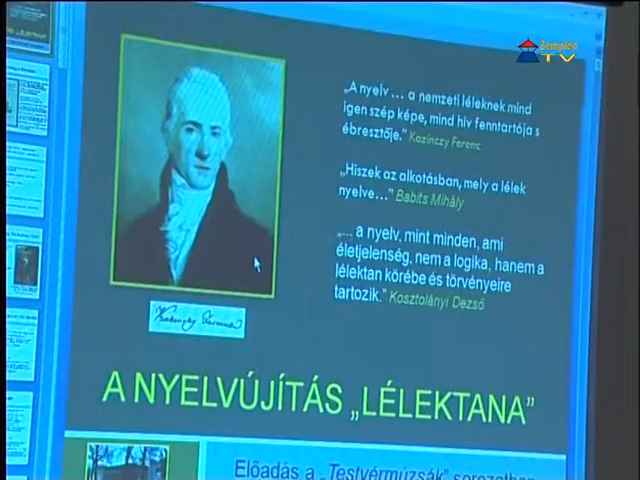 Zemplén
TV
„A nyelv … a nemzeti léleknek mind
igen szép képe, mind hív fenntartója s
ébresztője.” Kazinczy Ferenc
„Hiszek az alkotásban, mely a lélek
nyelve…” Babits Mihály
„… a nyelv, mint minden, ami
életjelenség, nem a logika, hanem a
lélektan körébe és törvényeire
tartozik.” Kosztolányi Dezső
Kazinczy Ferencz
A NYELVÚJÍTÁS „LÉLEKTANA”
Előadás a „Testvérmúzsák” sorozatban